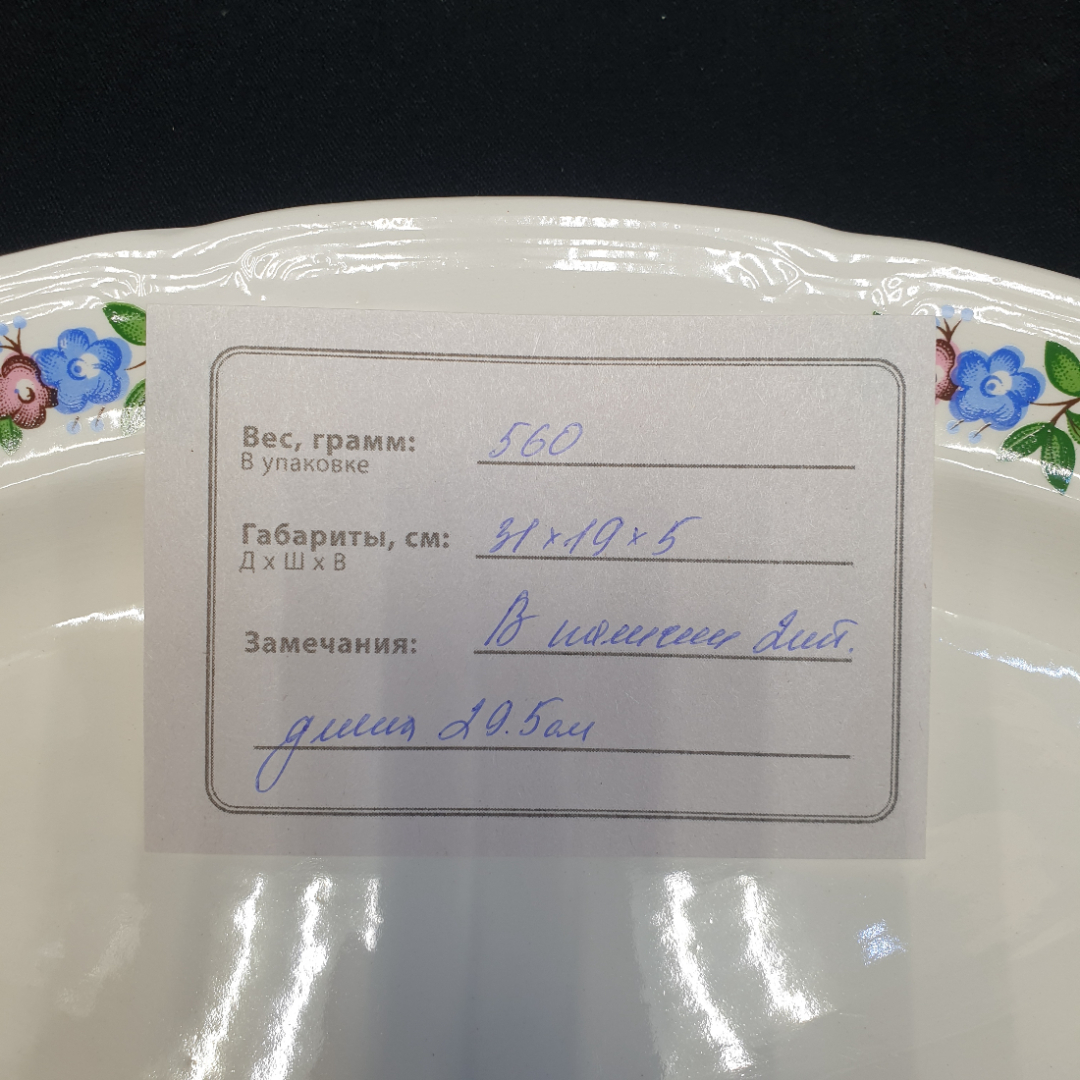 Вес, грамм: 560
В упаковке
Габариты, см: 31 х 19 х 5
Д х Ш х В
Замечания: В наличии 2шт.
длина 29.5см